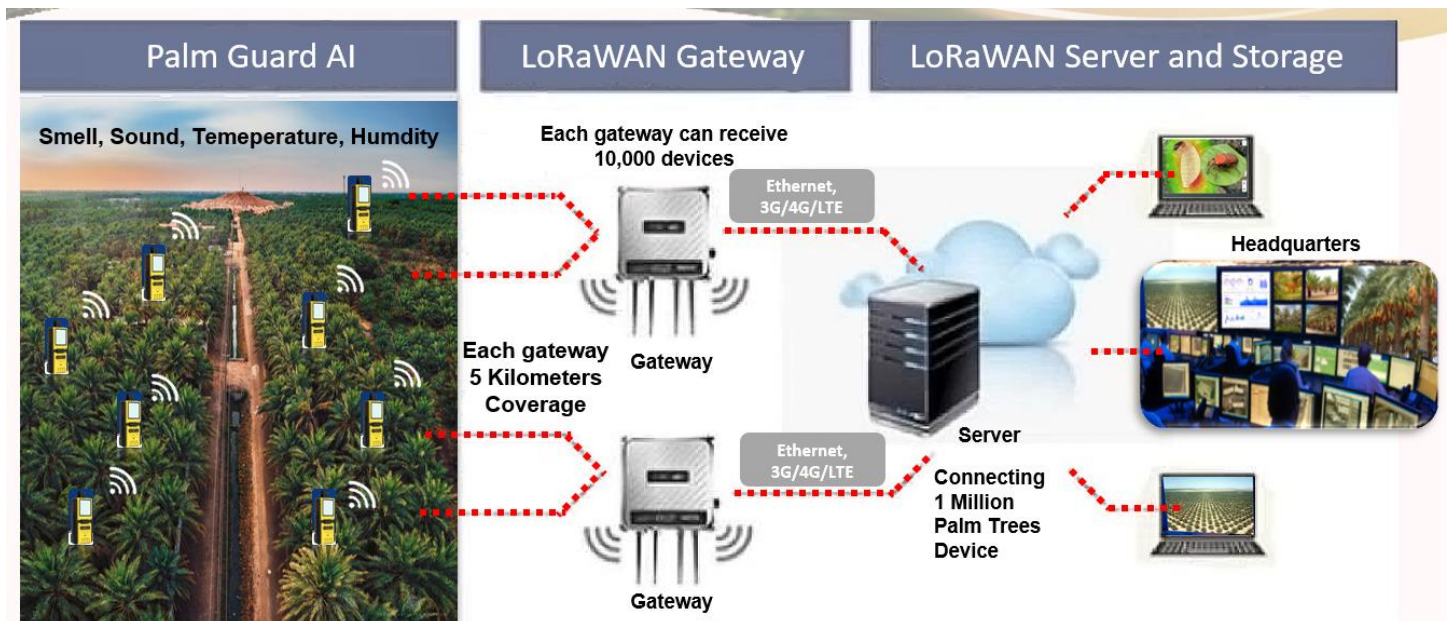 Palm Guard AI
LoRaWAN Gateway
LoRaWAN Server and Storage
Smell, Sound, Temeperature, Humdity
Each gateway can receive
10,000 devices
Ethernet,
3G/4G/LTE
Gateway
Each gateway
5 Kilometers
Coverage
Ethernet,
3G/4G/LTE
Gateway
Server
Connecting
1 Million
Palm Trees
Device
Headquarters